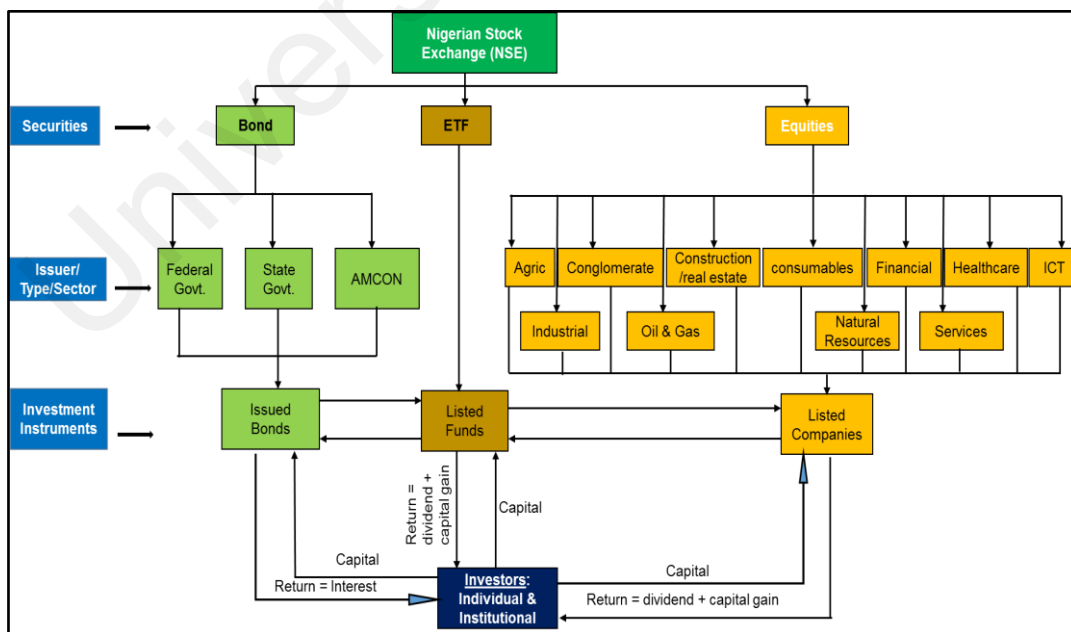 Univers
Nigerian Stock
Exchange (NSE)
Securities
Bond
ETF
Equities
Issuer/
Type/Sector
Federal
Govt.
State
Govt.
AMCON
Agric
Conglomerate
Construction
/real estate
consumables
Financial
Healthcare
ICT
Industrial
Oil & Gas
Natural
Resources
Services
Investment
Instruments
Issued
Bonds
Listed
Funds
Listed
Companies
Return =
dividend +
capital gain
Capital
Capital
Return = Interest
Investors:
Individual &
Institutional
Capital
Return = dividend + capital gain